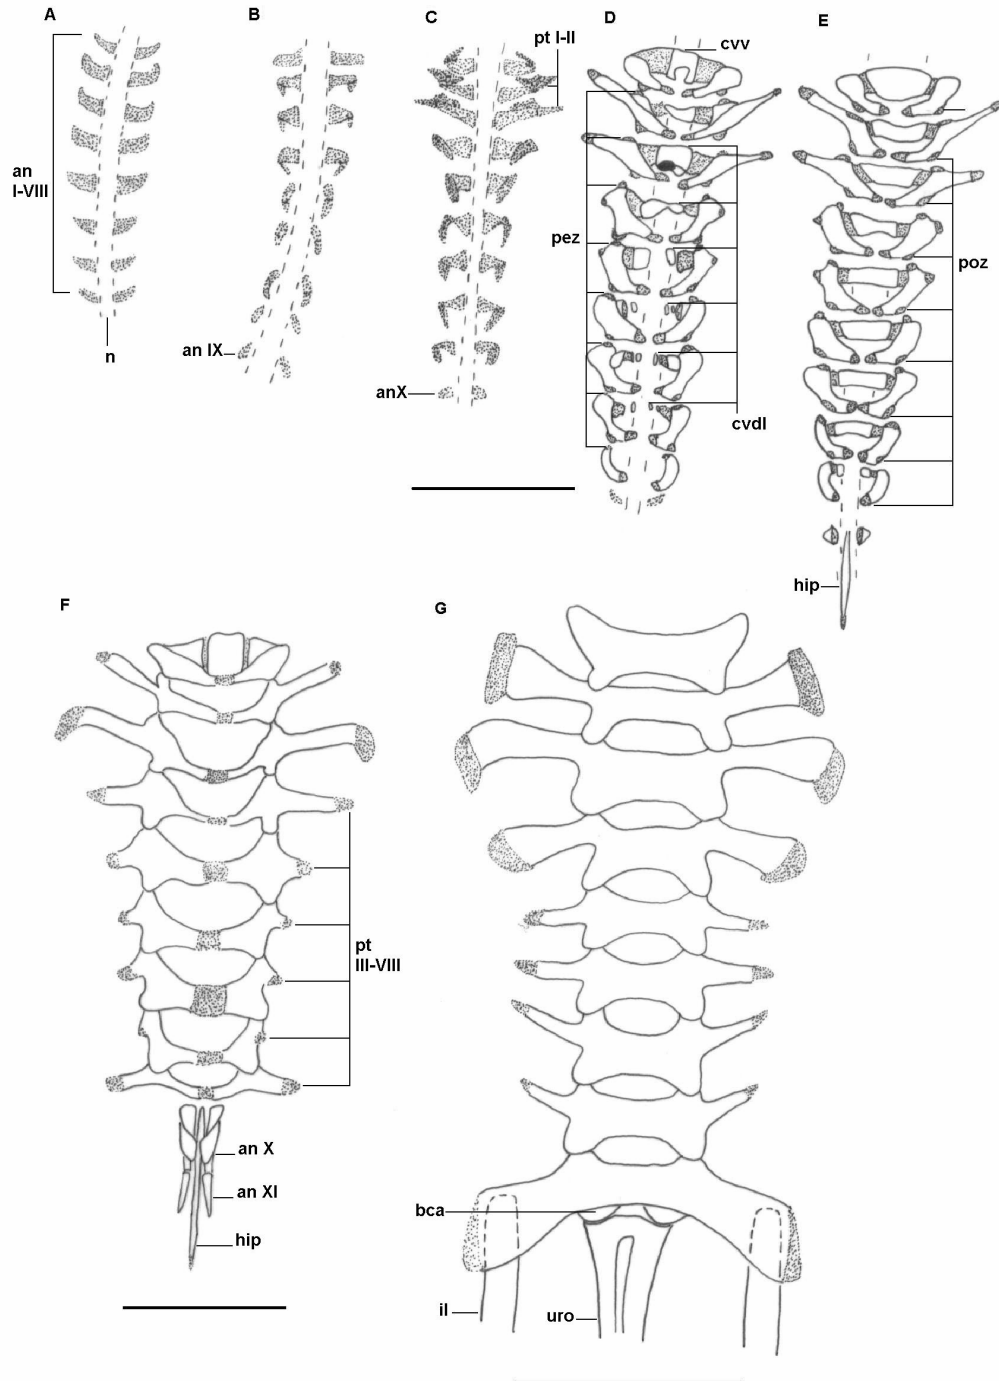 A
B
C
D
E
pt I-II
cvv
an
I-VIII
pez
poz
n
an IX
anX
cvdl
hip
F
G
pt
III-VIII
an X
an XI
hip
bca
il
uro